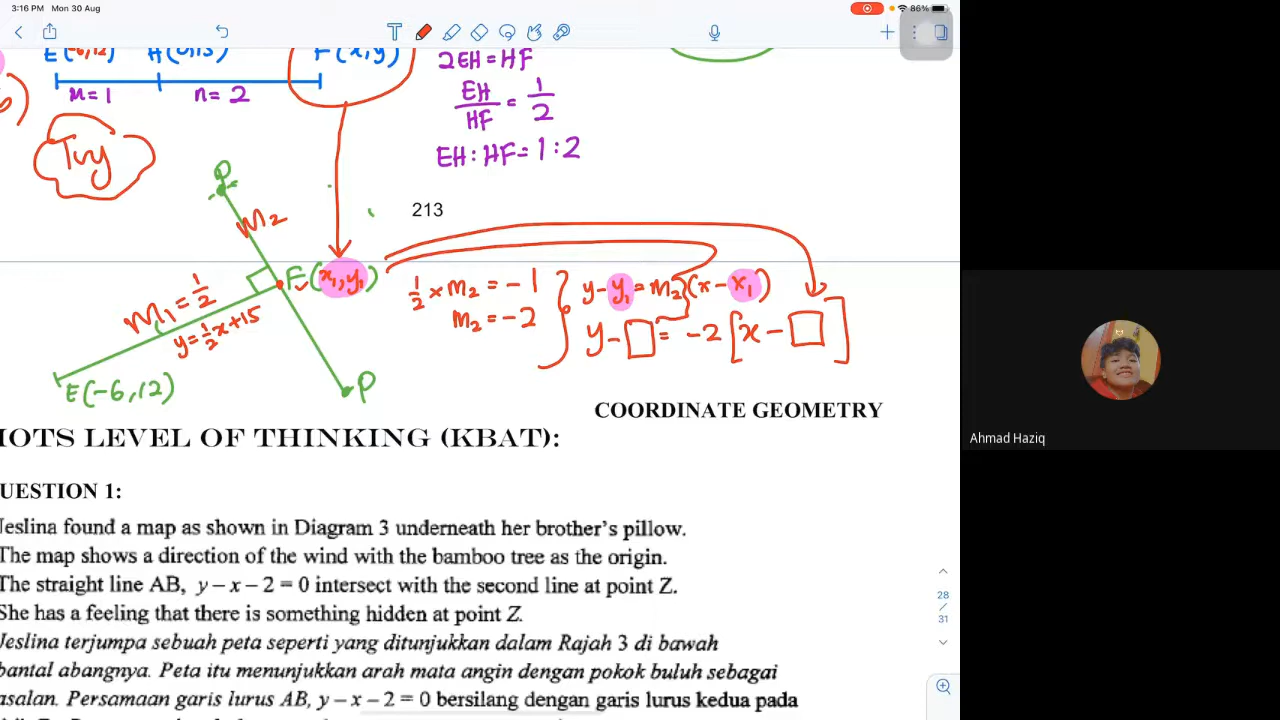 3:16 PM Mon 30 Aug
86%
E(-6,12) H(0,15) F(x,y)
m=1 n=2
2EH=HF
EH/HF = 1/2
EH:HF=1:2
Try
213
M2
F(x1,y1)
M1=1/2
y=1/2x+15
E(-6,12)
P
1/2 × m2 = -1
m2 = -2
y-y1=m2(x-x1)
y-□= -2[x-□]
COORDINATE GEOMETRY
IOTS LEVEL OF THINKING (KBAT):
UESTION 1:
Jeslina found a map as shown in Diagram 3 underneath her brother's pillow.
The map shows a direction of the wind with the bamboo tree as the origin.
The straight line AB, y – x – 2 = 0 intersect with the second line at point Z.
She has a feeling that there is something hidden at point Z.
Jeslina terjumpa sebuah peta seperti yang ditunjukkan dalam Rajah 3 di bawah
bantal abangnya. Peta itu menunjukkan arah mata angin dengan pokok buluh sebagai
asalan. Persamaan garis lurus AB, y – x – 2 = 0 bersilang dengan garis lurus kedua pada
28
/
31
Ahmad Haziq